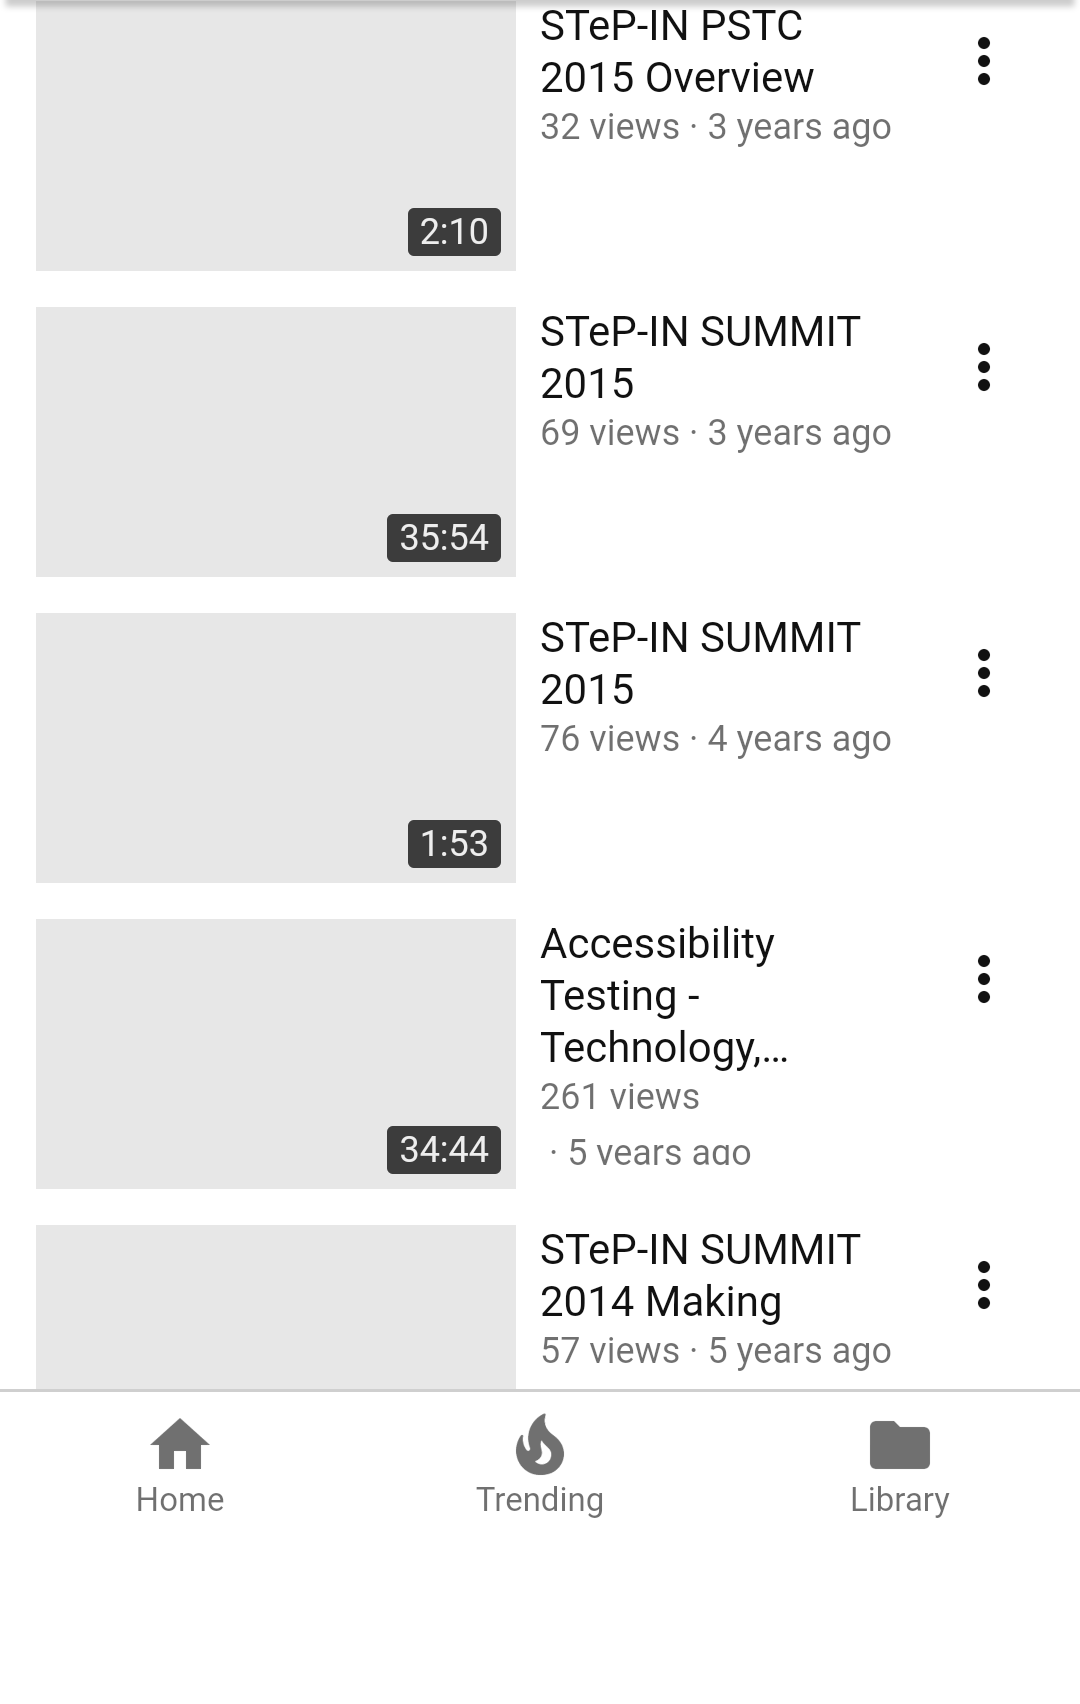 STeP-IN PSTC
2015 Overview
32 views · 3 years ago
2:10
STeP-IN SUMMIT
2015
69 views · 3 years ago
35:54
STeP-IN SUMMIT
2015
76 views · 4 years ago
1:53
Accessibility
Testing -
Technology,...
261 views
· 5 years ago
34:44
STeP-IN SUMMIT
2014 Making
57 views · 5 years ago
Home
Trending
Library